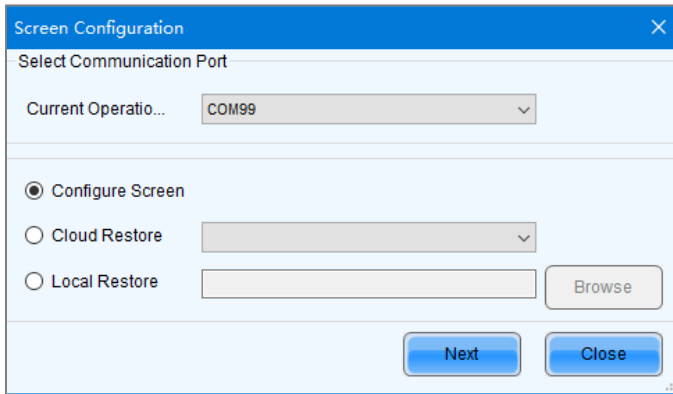 Screen Configuration
Select Communication Port
Current Operatio... COM99
Configure Screen
Cloud Restore
Local Restore Browse
Next Close